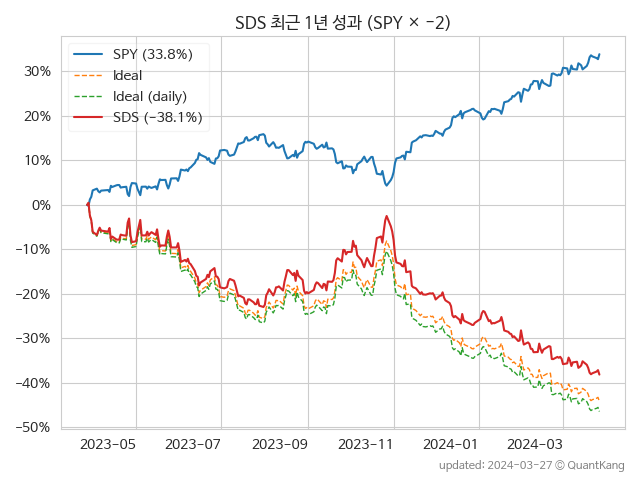 SDS 최근 1년 성과 (SPY × −2)
SPY (33.8%)
Ideal
Ideal (daily)
SDS (−38.1%)
30%
20%
10%
0%
−10%
−20%
−30%
−40%
−50%
2023-05 2023-07 2023-09 2023-11 2024-01 2024-03
updated: 2024-03-27 © QuantKang